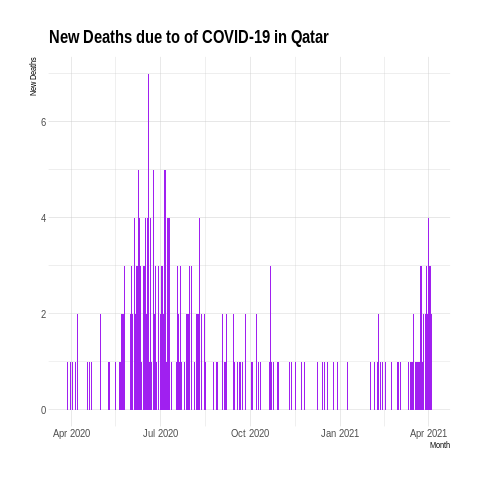 New Deaths due to of COVID-19 in Qatar
New Deaths
6
4
2
0
Apr 2020 Jul 2020 Oct 2020 Jan 2021 Apr 2021
Month